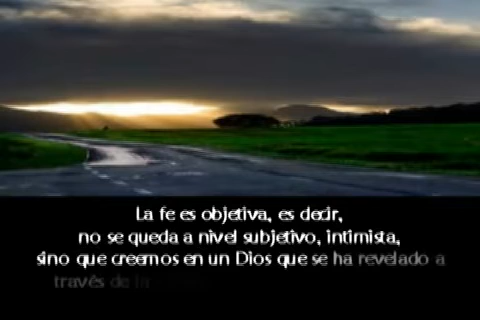 La fe es objetiva, es decir,
no se queda a nivel subjetivo, intimista,
sino que creemos en un Dios que se ha revelado a
través de la